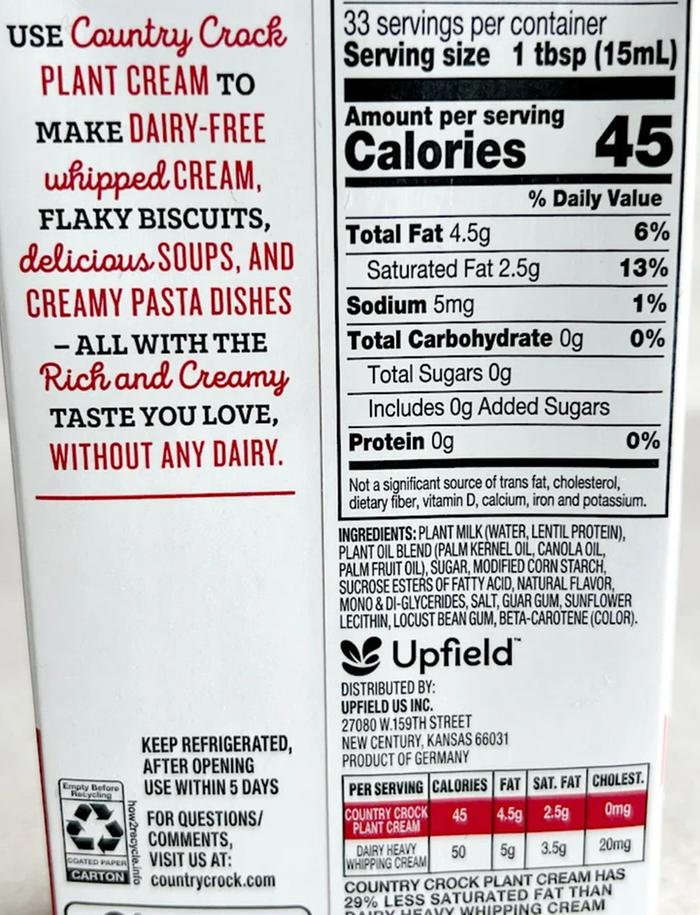 USE Country Crock
PLANT CREAM TO
MAKE DAIRY-FREE
whipped CREAM,
FLAKY BISCUITS,
delicious SOUPS, AND
CREAMY PASTA DISHES
– ALL WITH THE
Rich and Creamy
TASTE YOU LOVE,
WITHOUT ANY DAIRY.
KEEP REFRIGERATED,
AFTER OPENING
USE WITHIN 5 DAYS
FOR QUESTIONS/
COMMENTS,
VISIT US AT:
countrycrock.com
Empty Before
Recycling
COATED PAPER
CARTON
how2recycle.info
33 servings per container
Serving size 1 tbsp (15mL)
Amount per serving
Calories 45
% Daily Value
Total Fat 4.5g 6%
Saturated Fat 2.5g 13%
Sodium 5mg 1%
Total Carbohydrate 0g 0%
Total Sugars 0g
Includes 0g Added Sugars
Protein 0g 0%
Not a significant source of trans fat, cholesterol,
dietary fiber, vitamin D, calcium, iron and potassium.
INGREDIENTS: PLANT MILK (WATER, LENTIL PROTEIN),
PLANT OIL BLEND (PALM KERNEL OIL, CANOLA OIL,
PALM FRUIT OIL), SUGAR, MODIFIED CORN STARCH,
SUCROSE ESTERS OF FATTY ACID, NATURAL FLAVOR,
MONO & DI-GLYCERIDES, SALT, GUAR GUM, SUNFLOWER
LECITHIN, LOCUST BEAN GUM, BETA-CAROTENE (COLOR).
Upfield™
DISTRIBUTED BY:
UPFIELD US INC.
27080 W.159TH STREET
NEW CENTURY, KANSAS 66031
PRODUCT OF GERMANY
PER SERVING CALORIES FAT SAT. FAT CHOLEST.
COUNTRY CROCK
PLANT CREAM 45 4.5g 2.5g 0mg
DAIRY HEAVY
WHIPPING CREAM 50 5g 3.5g 20mg
COUNTRY CROCK PLANT CREAM HAS
29% LESS SATURATED FAT THAN
DAIRY HEAVY WHIPPING CREAM